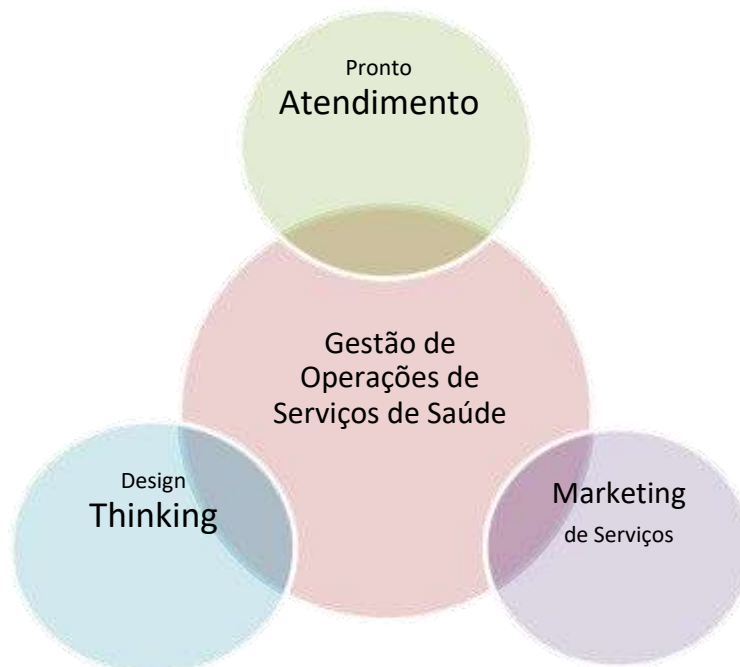 Pronto
Atendimento
Gestão de
Operações de
Serviços de Saúde
Design
Thinking
Marketing
de Serviços